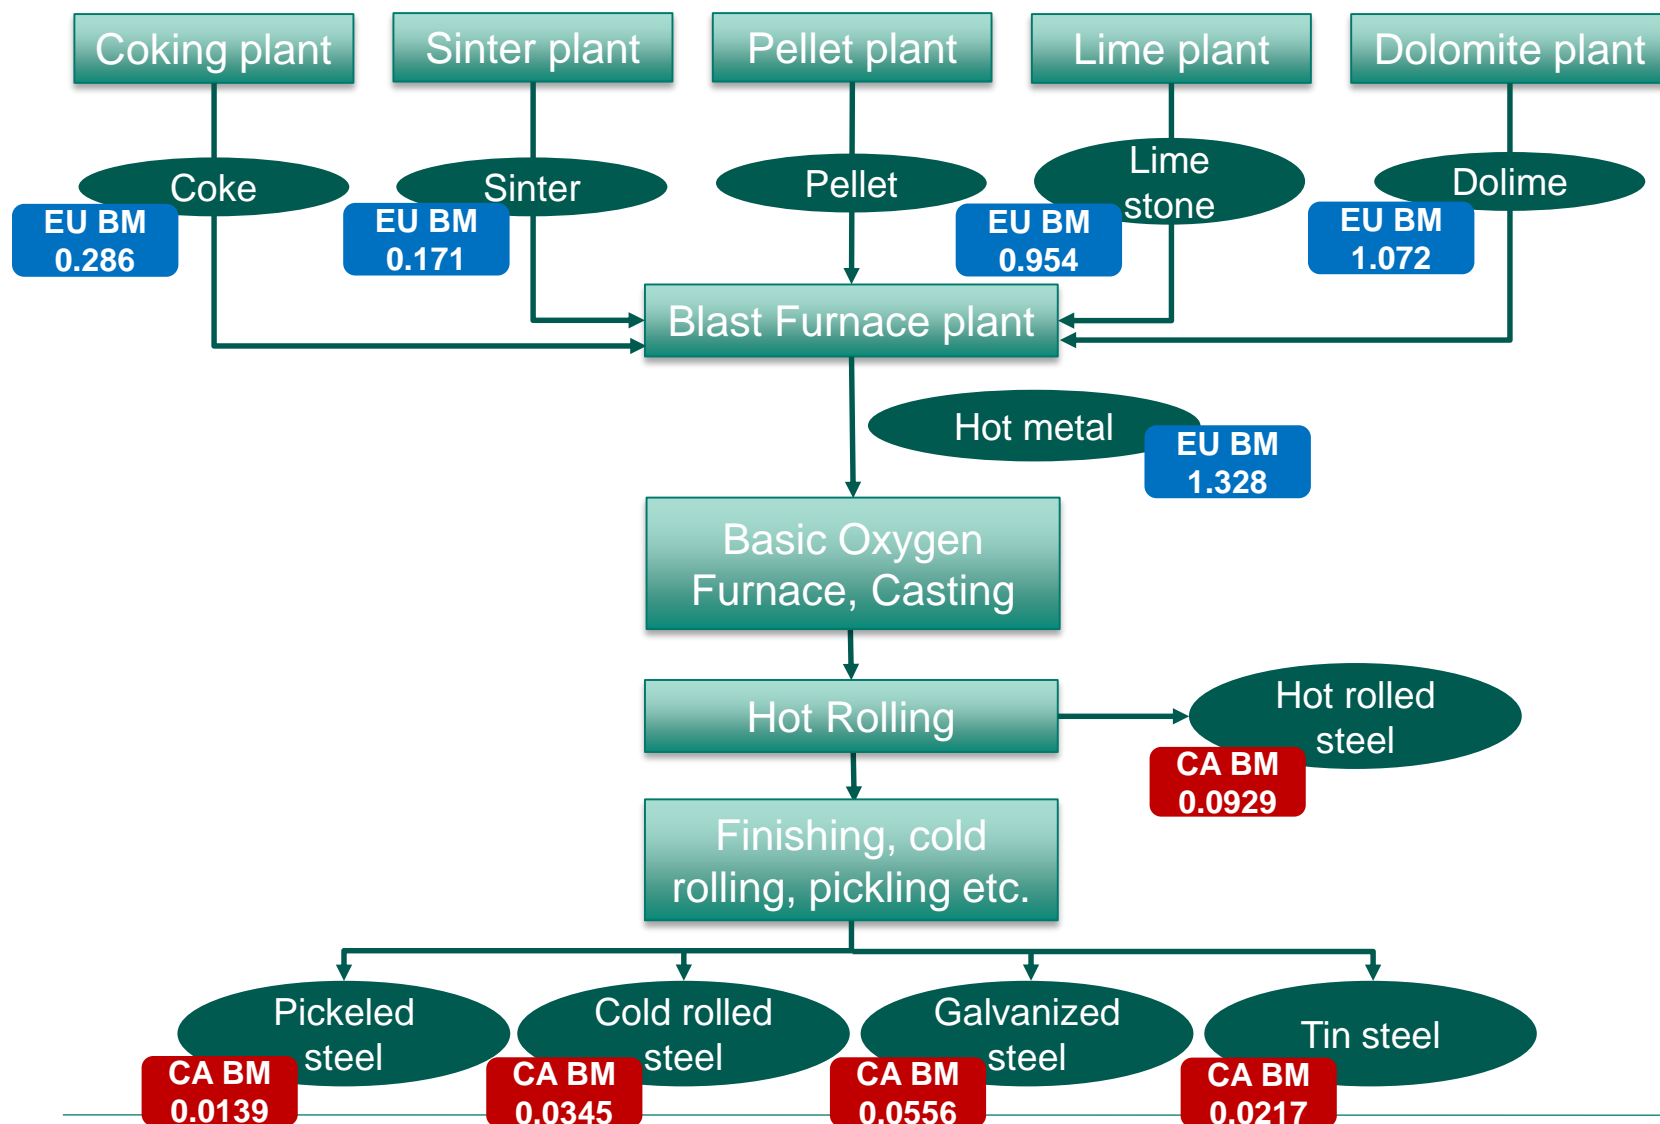 Coking plant
Sinter plant
Pellet plant
Lime plant
Dolomite plant
Coke
EU BM
0.286
Sinter
EU BM
0.171
Pellet
Lime
stone
EU BM
0.954
Dolime
EU BM
1.072
Blast Furnace plant
Hot metal
EU BM
1.328
Basic Oxygen
Furnace, Casting
Hot Rolling
Hot rolled
steel
CA BM
0.0929
Finishing, cold
rolling, pickling etc.
Pickeled
steel
CA BM
0.0139
Cold rolled
steel
CA BM
0.0345
Galvanized
steel
CA BM
0.0556
Tin steel
CA BM
0.0217